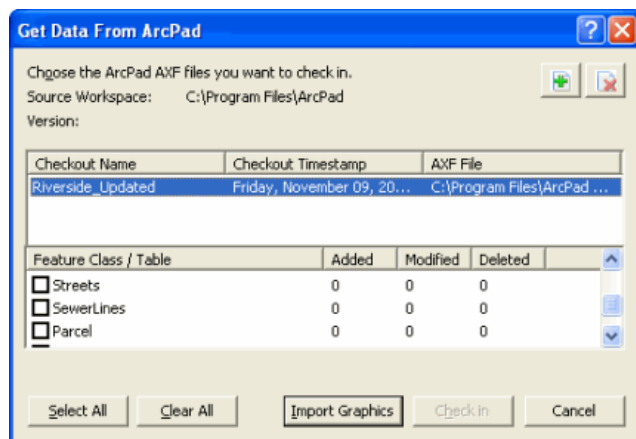 Get Data From ArcPad
Choose the ArcPad AXF files you want to check in.
Source Workspace: C:\Program Files\ArcPad
Version:
Checkout Name Checkout Timestamp AXF File
Riverside_Updated Friday, November 09, 20... C:\Program Files\ArcPad ...
Feature Class / Table Added Modified Deleted
Streets 0 0 0
SewerLines 0 0 0
Parcel 0 0 0
Select All Clear All Import Graphics Check in Cancel